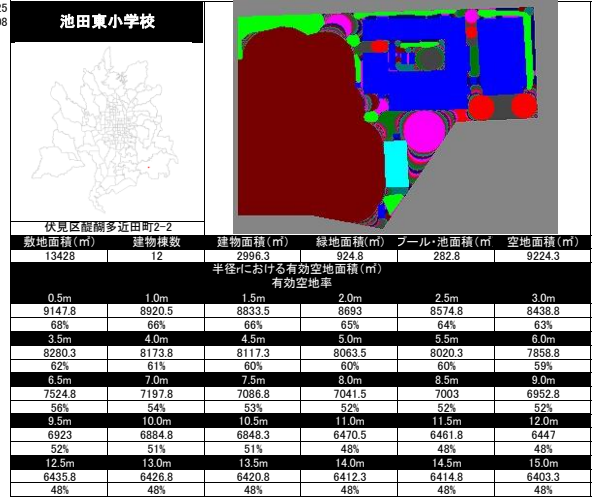 25
08
池田東小学校
伏見区醍醐多近田町2-2
敷地面積(㎡) 建物棟数 建物面積(㎡) 緑地面積(㎡) プール・池面積(㎡ 空地面積(㎡)
13428 12 2996.3 924.8 282.8 9224.3
半径rにおける有効空地面積(㎡)
有効空地率
0.5m 1.0m 1.5m 2.0m 2.5m 3.0m
9147.8 8920.5 8833.5 8693 8574.8 8438.8
68% 66% 66% 65% 64% 63%
3.5m 4.0m 4.5m 5.0m 5.5m 6.0m
8280.3 8173.8 8117.3 8063.5 8020.3 7858.8
62% 61% 60% 60% 60% 59%
6.5m 7.0m 7.5m 8.0m 8.5m 9.0m
7524.8 7197.8 7086.8 7041.5 7003 6952.8
56% 54% 53% 52% 52% 52%
9.5m 10.0m 10.5m 11.0m 11.5m 12.0m
6923 6884.8 6848.3 6470.5 6461.8 6447
52% 51% 51% 48% 48% 48%
12.5m 13.0m 13.5m 14.0m 14.5m 15.0m
6435.8 6426.8 6420.8 6412.3 6414.8 6403.3
48% 48% 48% 48% 48% 48%